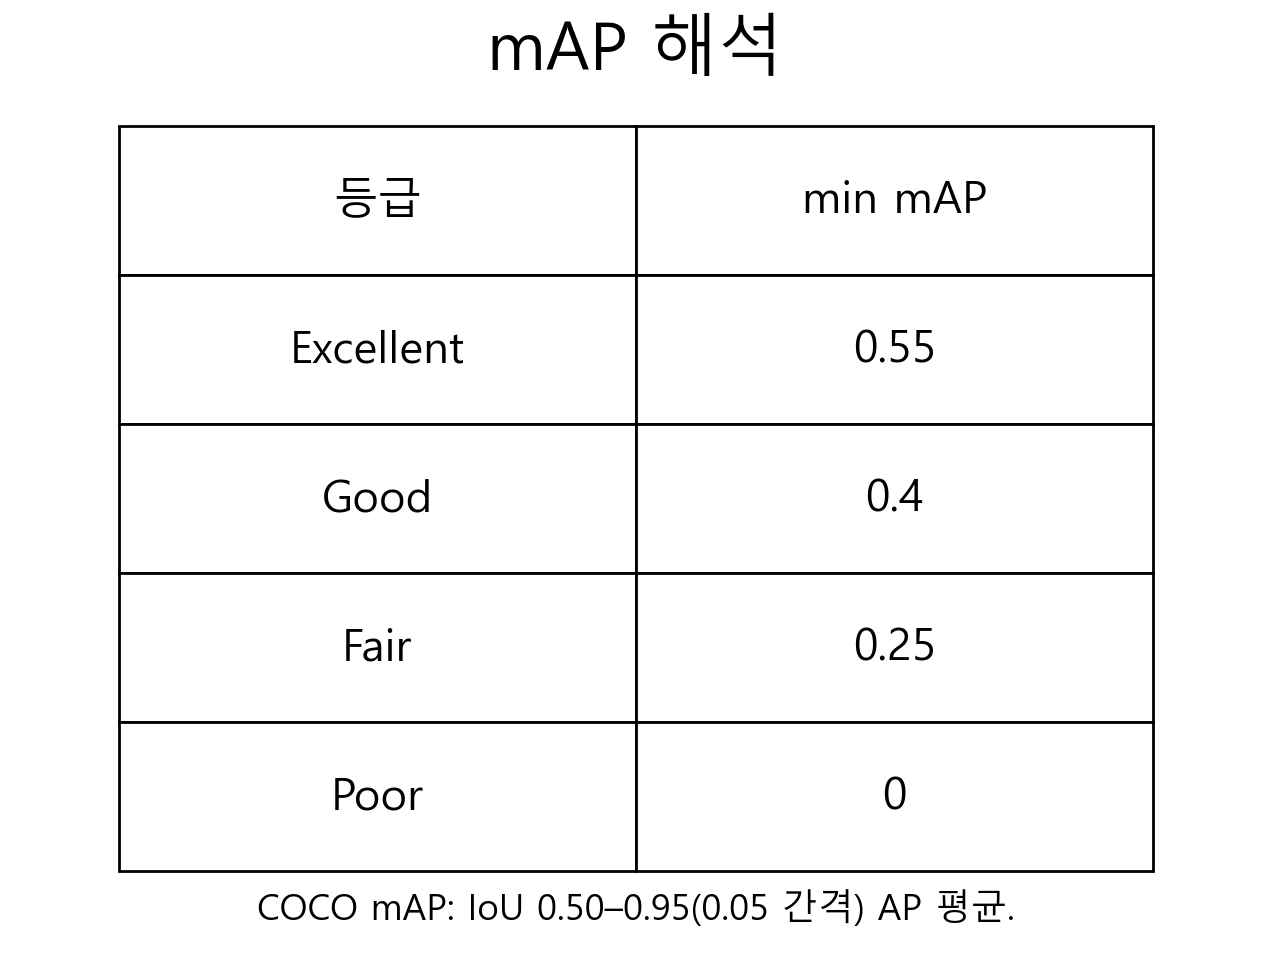 mAP 해석
등급 min mAP
Excellent 0.55
Good 0.4
Fair 0.25
Poor 0
COCO mAP: IoU 0.50–0.95(0.05 간격) AP 평균.